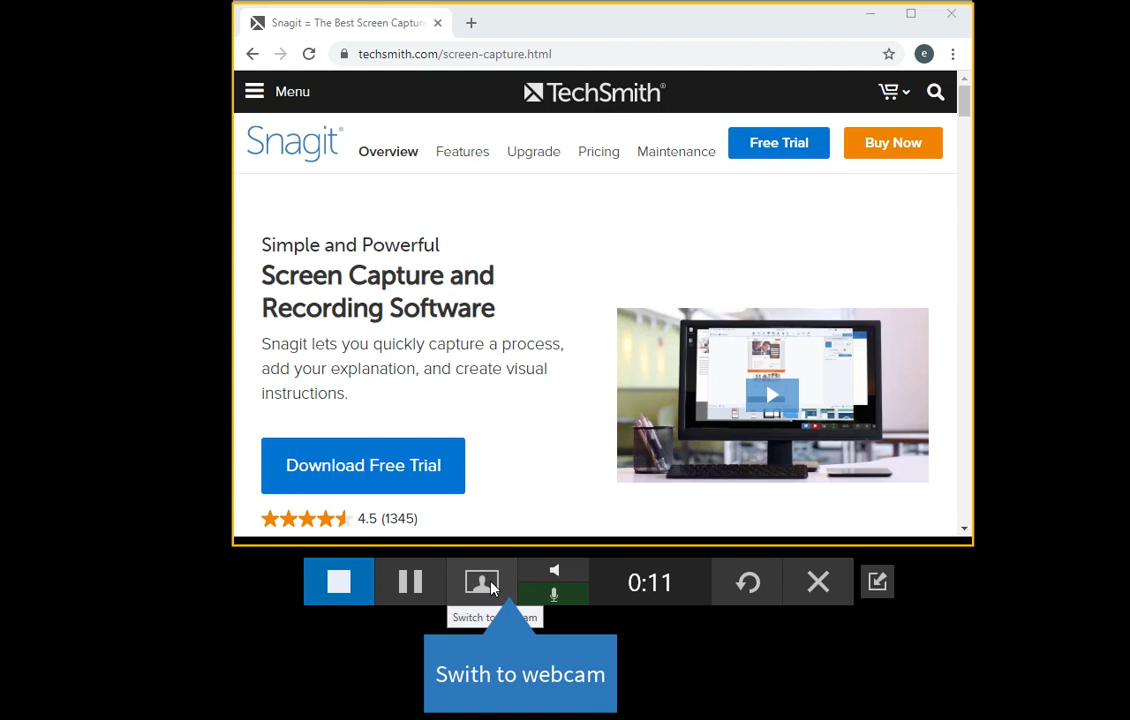 Snagit = The Best Screen Captur
techsmith.com/screen-capture.html
e
Menu
TechSmith®
Snagit®
Overview Features Upgrade Pricing Maintenance Free Trial Buy Now
Simple and Powerful
Screen Capture and
Recording Software
Snagit lets you quickly capture a process,
add your explanation, and create visual
instructions.
Download Free Trial
4.5 (1345)
0:11
Switch to am
Swith to webcam